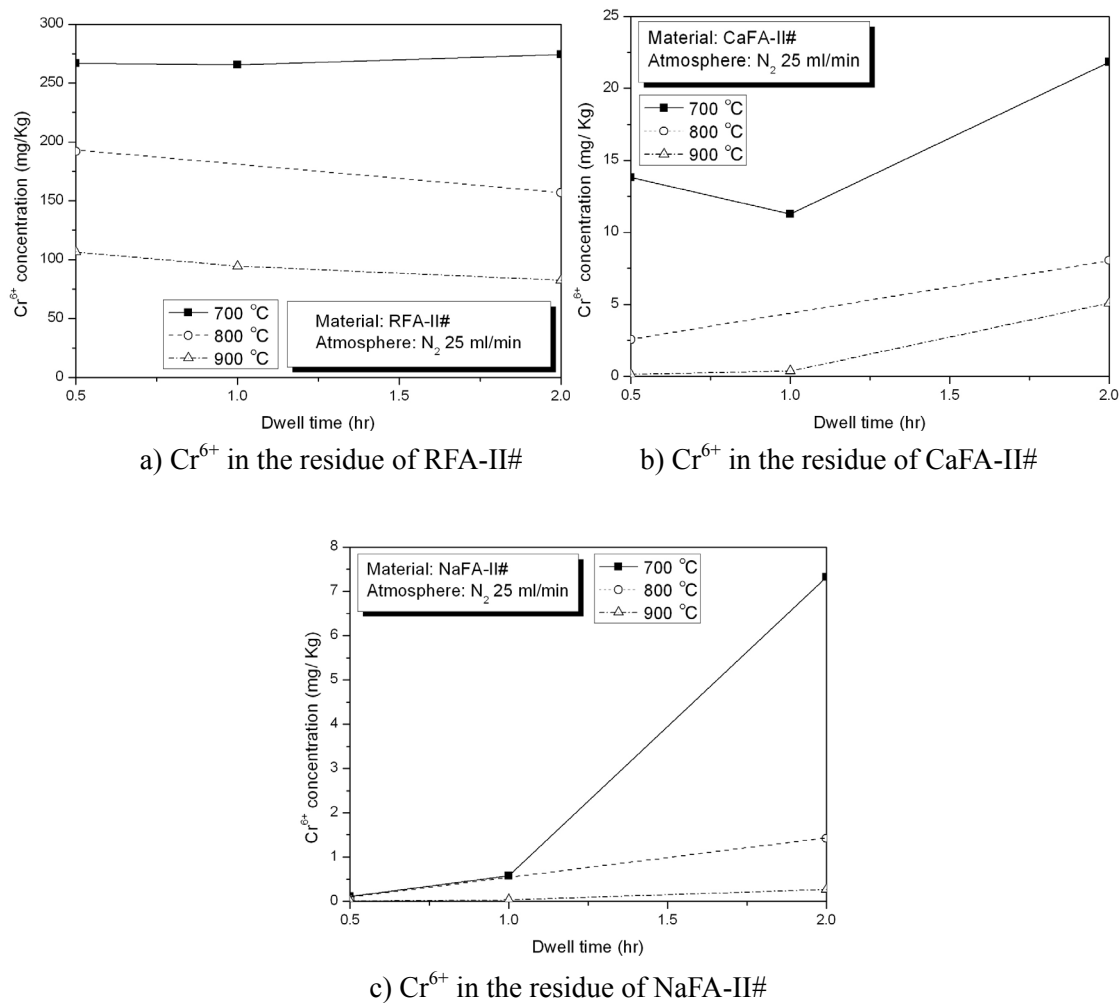 300
250
200
150
100
50
0
Cr6+ concentration (mg/Kg)
700 °C
800 °C
900 °C
Material: RFA-II#
Atmosphere: N2 25 ml/min
0.5 1.0 1.5 2.0
Dwell time (hr)
a) Cr6+ in the residue of RFA-II#
25
20
15
10
5
0
Cr6+ concentration (mg/ Kg)
Material: CaFA-II#
Atmosphere: N2 25 ml/min
700 °C
800 °C
900 °C
0.5 1.0 1.5 2.0
Dwell time (hr)
b) Cr6+ in the residue of CaFA-II#
8
7
6
5
4
3
2
1
0
Cr6+ concentration (mg/ Kg)
Material: NaFA-II#
Atmosphere: N2 25 ml/min
700 °C
800 °C
900 °C
0.5 1.0 1.5 2.0
Dwell time (hr)
c) Cr6+ in the residue of NaFA-II#